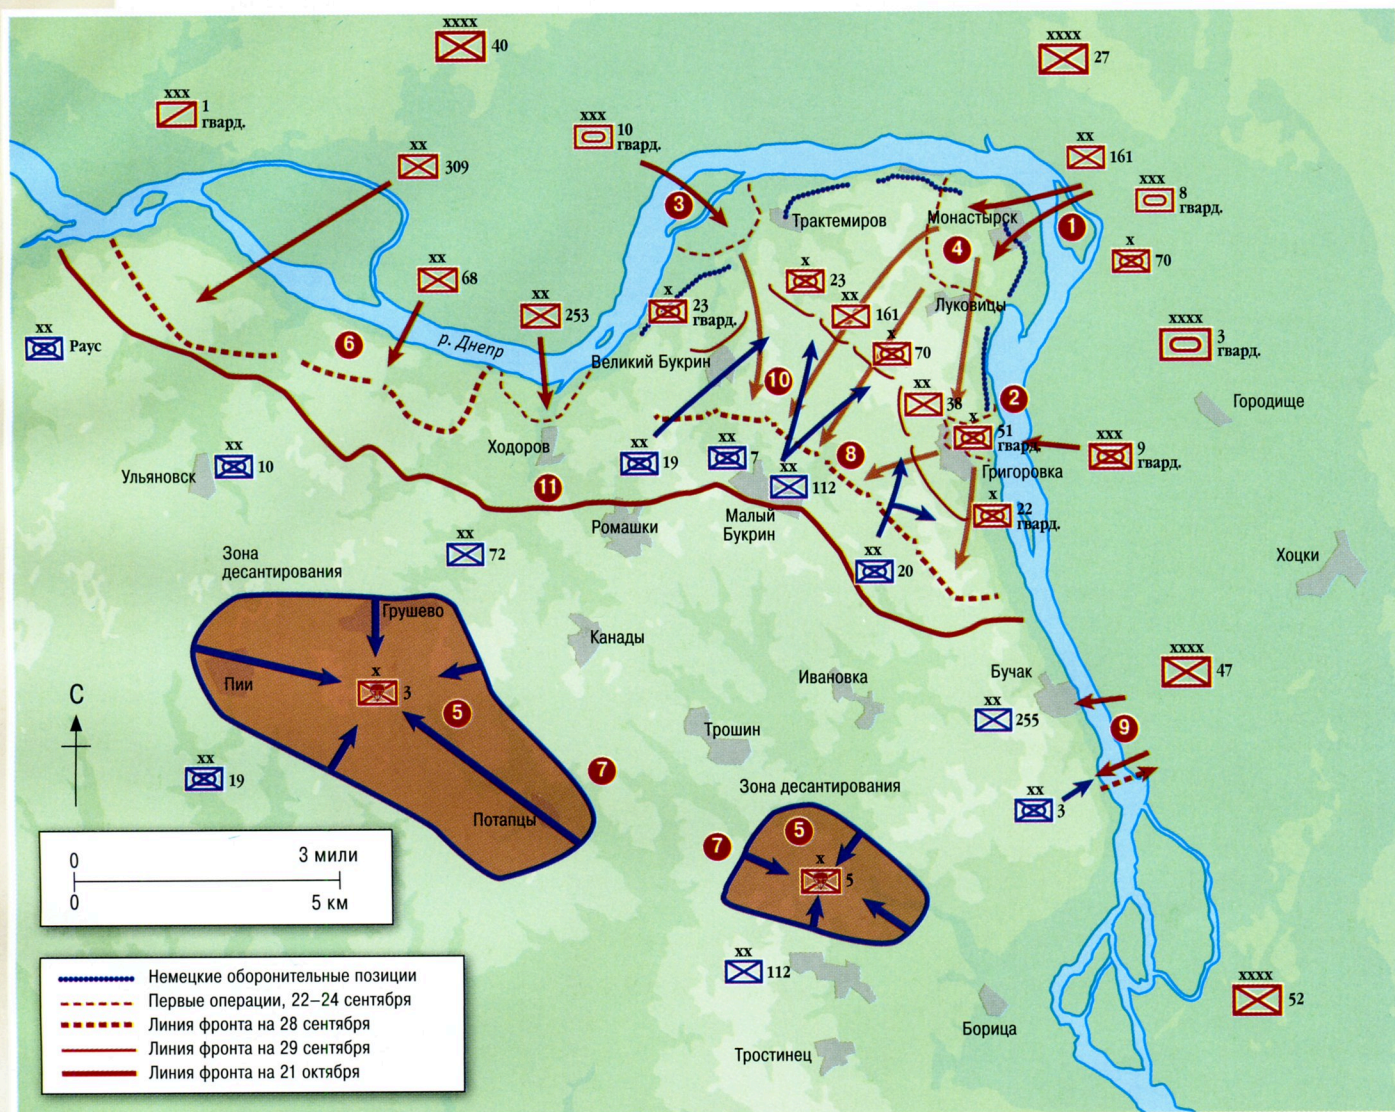 xxxx
40
xxxx
27
xxx
1
гвард.
xxx
10
гвард.
xx
309
xx
161
xxx
8
гвард.
3
Трактемиров
Монастырск
1
4
x
70
xx
68
x
23
xx
253
x
23
гвард.
xx
161
Луковицы
xxxx
3
гвард.
xx
Раус
6
р. Днепр
Великий Букрин
x
70
10
xx
38
2
Городище
x
51
гвард.
xxx
9
гвард.
Ходоров
xx
19
xx
7
8
Григоровка
Ульяновск
xx
10
11
xx
112
x
22
гвард.
Ромашки
Малый
Букрин
xx
72
xx
20
Хоцки
Зона
десантирования
Грушево
Канады
Пии
x
3
5
Ивановка
Бучак
xxxx
47
С
xx
255
Трошин
9
xx
19
7
Зона десантирования
xx
3
Потапцы
5
7
x
5
0
3 мили
0
5 км
xx
112
xxxx
52
Борица
Тростинец
Немецкие оборонительные позиции
Первые операции, 22–24 сентября
Линия фронта на 28 сентября
Линия фронта на 29 сентября
Линия фронта на 21 октября